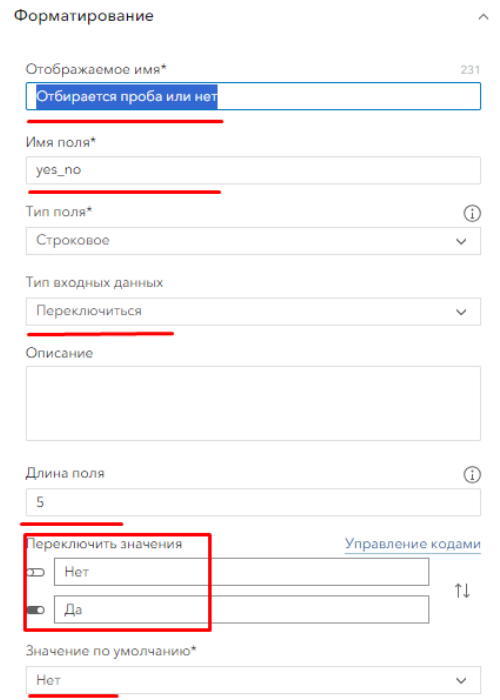 Форматирование
Отображаемое имя*
231
Отбирается проба или нет
Имя поля*
yes_no
Тип поля*
Строковое
Тип входных данных
Переключиться
Описание
Длина поля
5
Переключить значения
Управление кодами
Нет
Да
Значение по умолчанию*
Нет